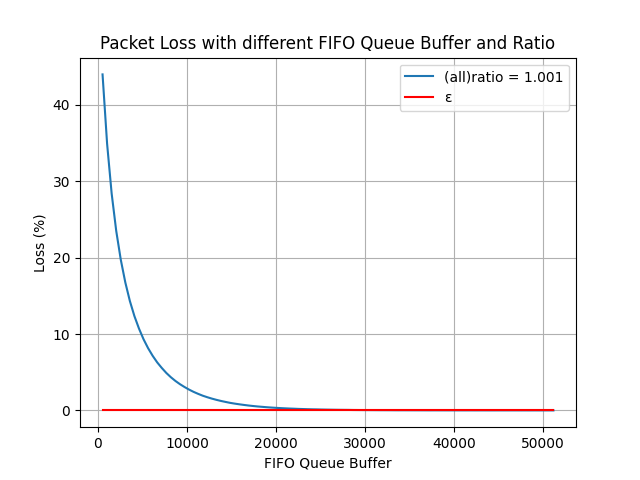 Packet Loss with different FIFO Queue Buffer and Ratio
(all)ratio = 1.001
ε
Loss (%)
40
30
20
10
0
0 10000 20000 30000 40000 50000
FIFO Queue Buffer